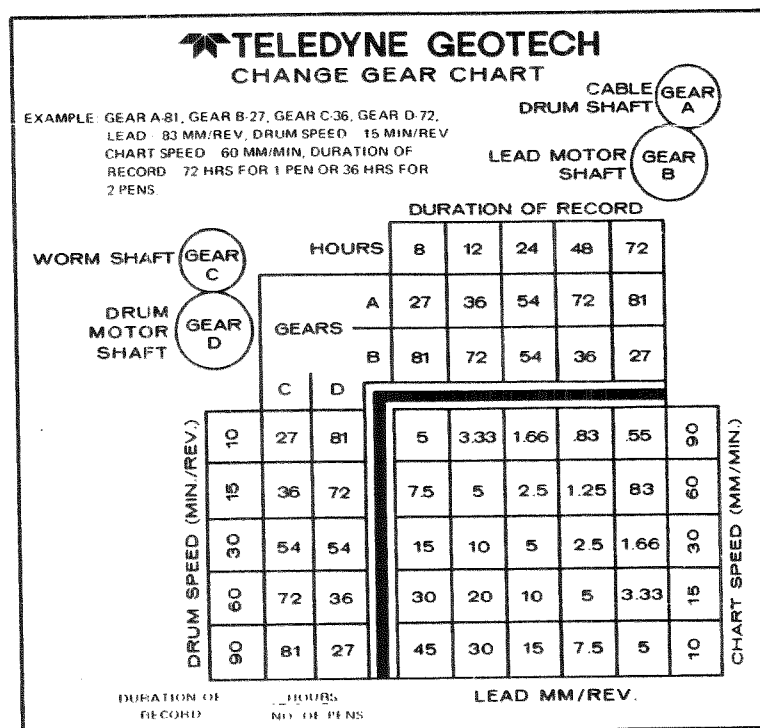 TELEDYNE GEOTECH
CHANGE GEAR CHART
EXAMPLE: GEAR A-81, GEAR B-27, GEAR C-36, GEAR D-72,
LEAD 83 MM/REV, DRUM SPEED 15 MIN/REV
CHART SPEED 60 MM/MIN, DURATION OF
RECORD 72 HRS FOR 1 PEN OR 36 HRS FOR
2 PENS
CABLE DRUM SHAFT
GEAR A
LEAD MOTOR SHAFT
GEAR B
WORM SHAFT
GEAR C
DRUM MOTOR SHAFT
GEAR D
DURATION OF RECORD
HOURS 8 12 24 48 72
GEARS
A 27 36 54 72 81
B 81 72 54 36 27
C D
DRUM SPEED (MIN./REV.)
10 27 81 5 3.33 1.66 .83 .55 90
15 36 72 7.5 5 2.5 1.25 83 60
30 54 54 15 10 5 2.5 1.66 30
60 72 36 30 20 10 5 3.33 15
90 81 27 45 30 15 7.5 5 10
CHART SPEED (MM/MIN.)
LEAD MM/REV.
DURATION OF HOURS
RECORD NO. OF PENS